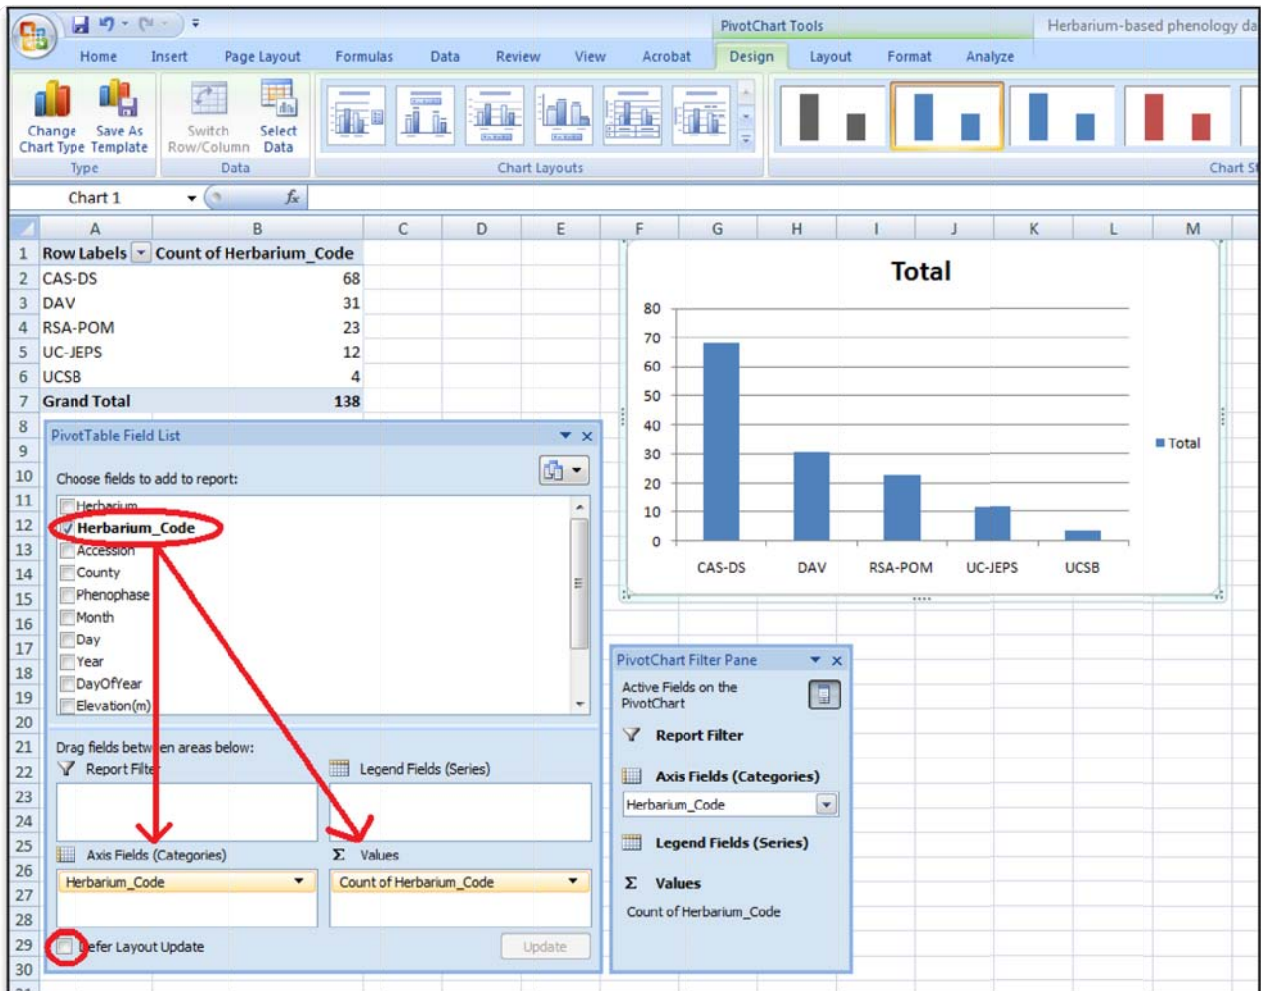 PivotChart Tools
Herbarium-based phenology da
Home Insert Page Layout Formulas Data Review View Acrobat Design Layout Format Analyze
Change Chart Type
Save As Template
Switch Row/Column
Select Data
Type Data Chart Layouts Chart St
Chart 1 fx
A B C D E F G H I J K L M
1 Row Labels Count of Herbarium_Code
2 CAS-DS 68
3 DAV 31
4 RSA-POM 23
5 UC-JEPS 12
6 UCSB 4
7 Grand Total 138
8
9
10
11
12
13
14
15
16
17
18
19
20
21
22
23
24
25
26
27
28
29
30
Total
80
70
60
50
40
30
20
10
0
CAS-DS DAV RSA-POM UC-JEPS UCSB
Total
PivotTable Field List
Choose fields to add to report:
Herbarium
Herbarium_Code
Accession
County
Phenophase
Month
Day
Year
DayOfYear
Elevation(m)
Drag fields between areas below:
Report Filter Legend Fields (Series)
Axis Fields (Categories) Σ Values
Herbarium_Code Count of Herbarium_Code
Defer Layout Update Update
PivotChart Filter Pane
Active Fields on the
PivotChart
Report Filter
Axis Fields (Categories)
Herbarium_Code
Legend Fields (Series)
Σ Values
Count of Herbarium_Code